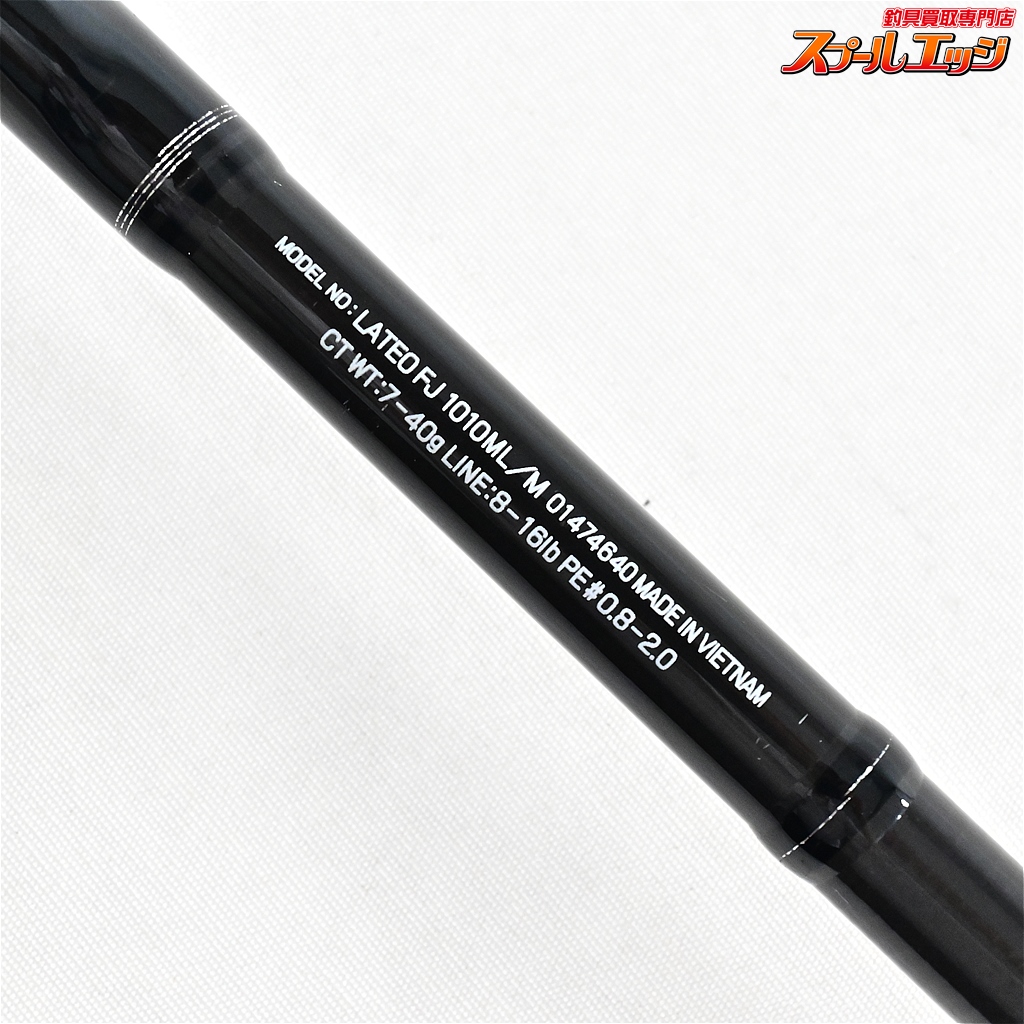 釣具買取専門店
スプールエッジ
MODEL NO: LATEO FJ 1010ML/M 01474640 MADE IN VIETNAM
CT WT:7-40g LINE:8-16lb PE#0.8-2.0